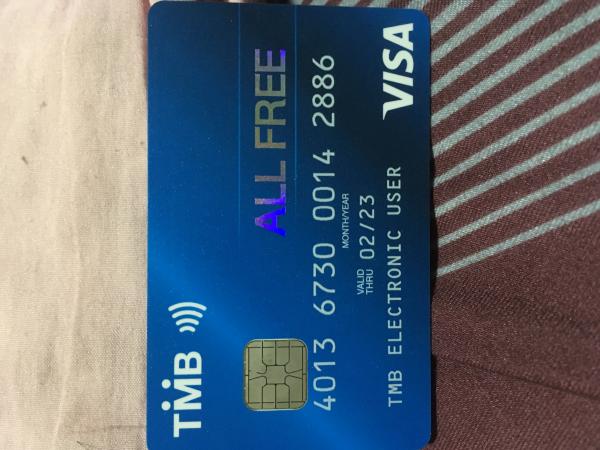 TMB
ALL FREE
4013 6730 0014 2886
MONTH/YEAR
VALID
THRU 02/23
TMB ELECTRONIC USER
VISA